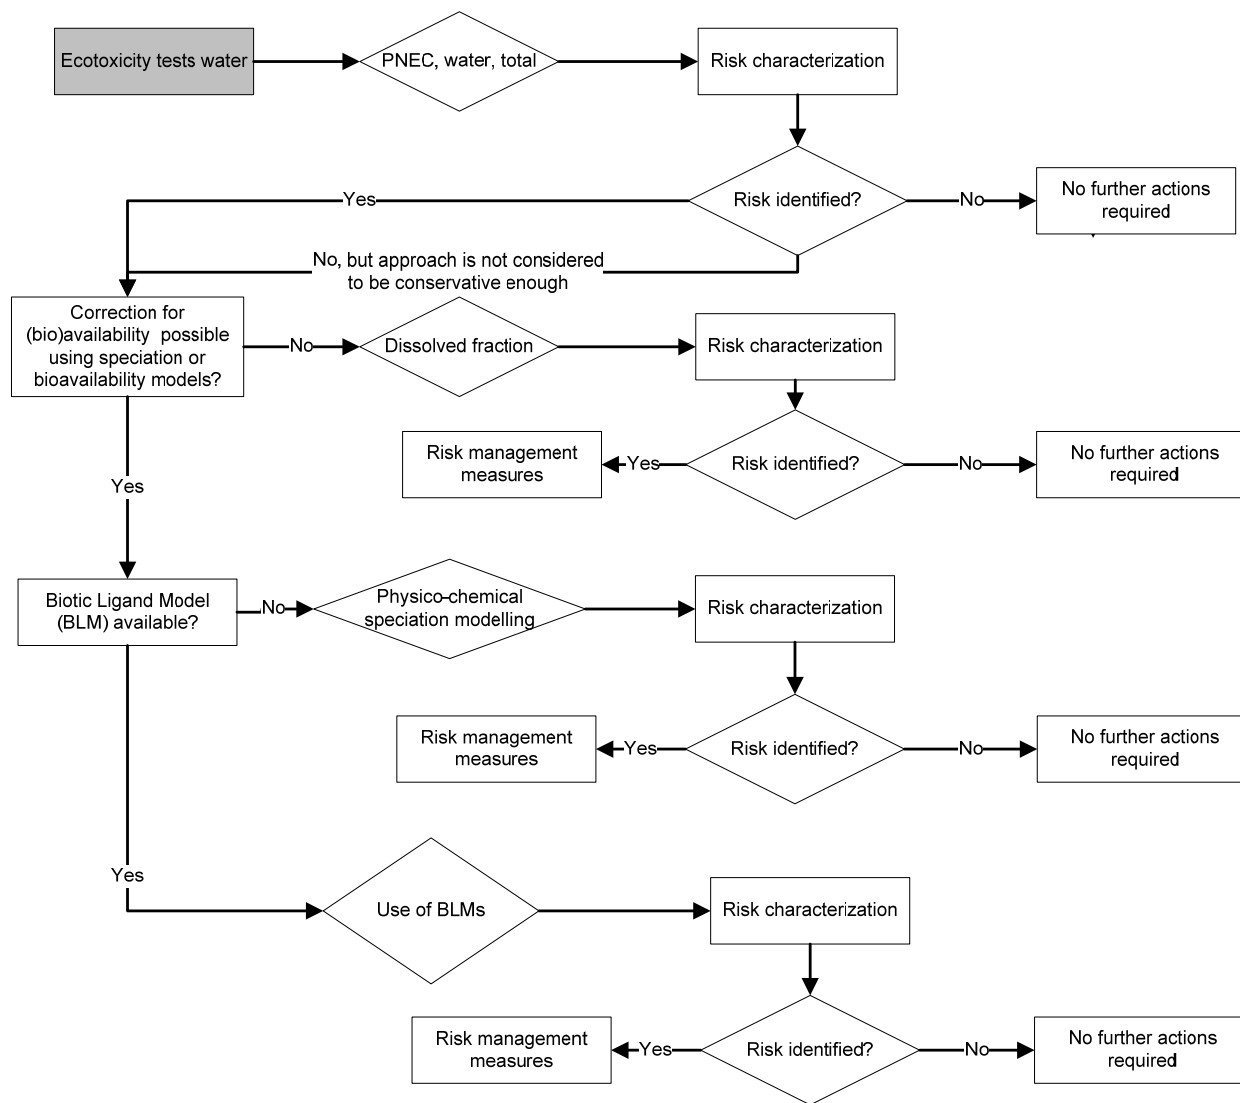 Ecotoxicity tests water
PNEC, water, total
Risk characterization
Risk identified?
Yes
No
No further actions
required
No, but approach is not considered
to be conservative enough
Correction for
(bio)availability possible
using speciation or
bioavailability models?
No
Dissolved fraction
Risk characterization
Risk management
measures
Yes
Risk identified?
No
No further actions
required
Yes
Biotic Ligand Model
(BLM) available?
No
Physico-chemical
speciation modelling
Risk characterization
Risk management
measures
Yes
Risk identified?
No
No further actions
required
Yes
Use of BLMs
Risk characterization
Risk management
measures
Yes
Risk identified?
No
No further actions
required